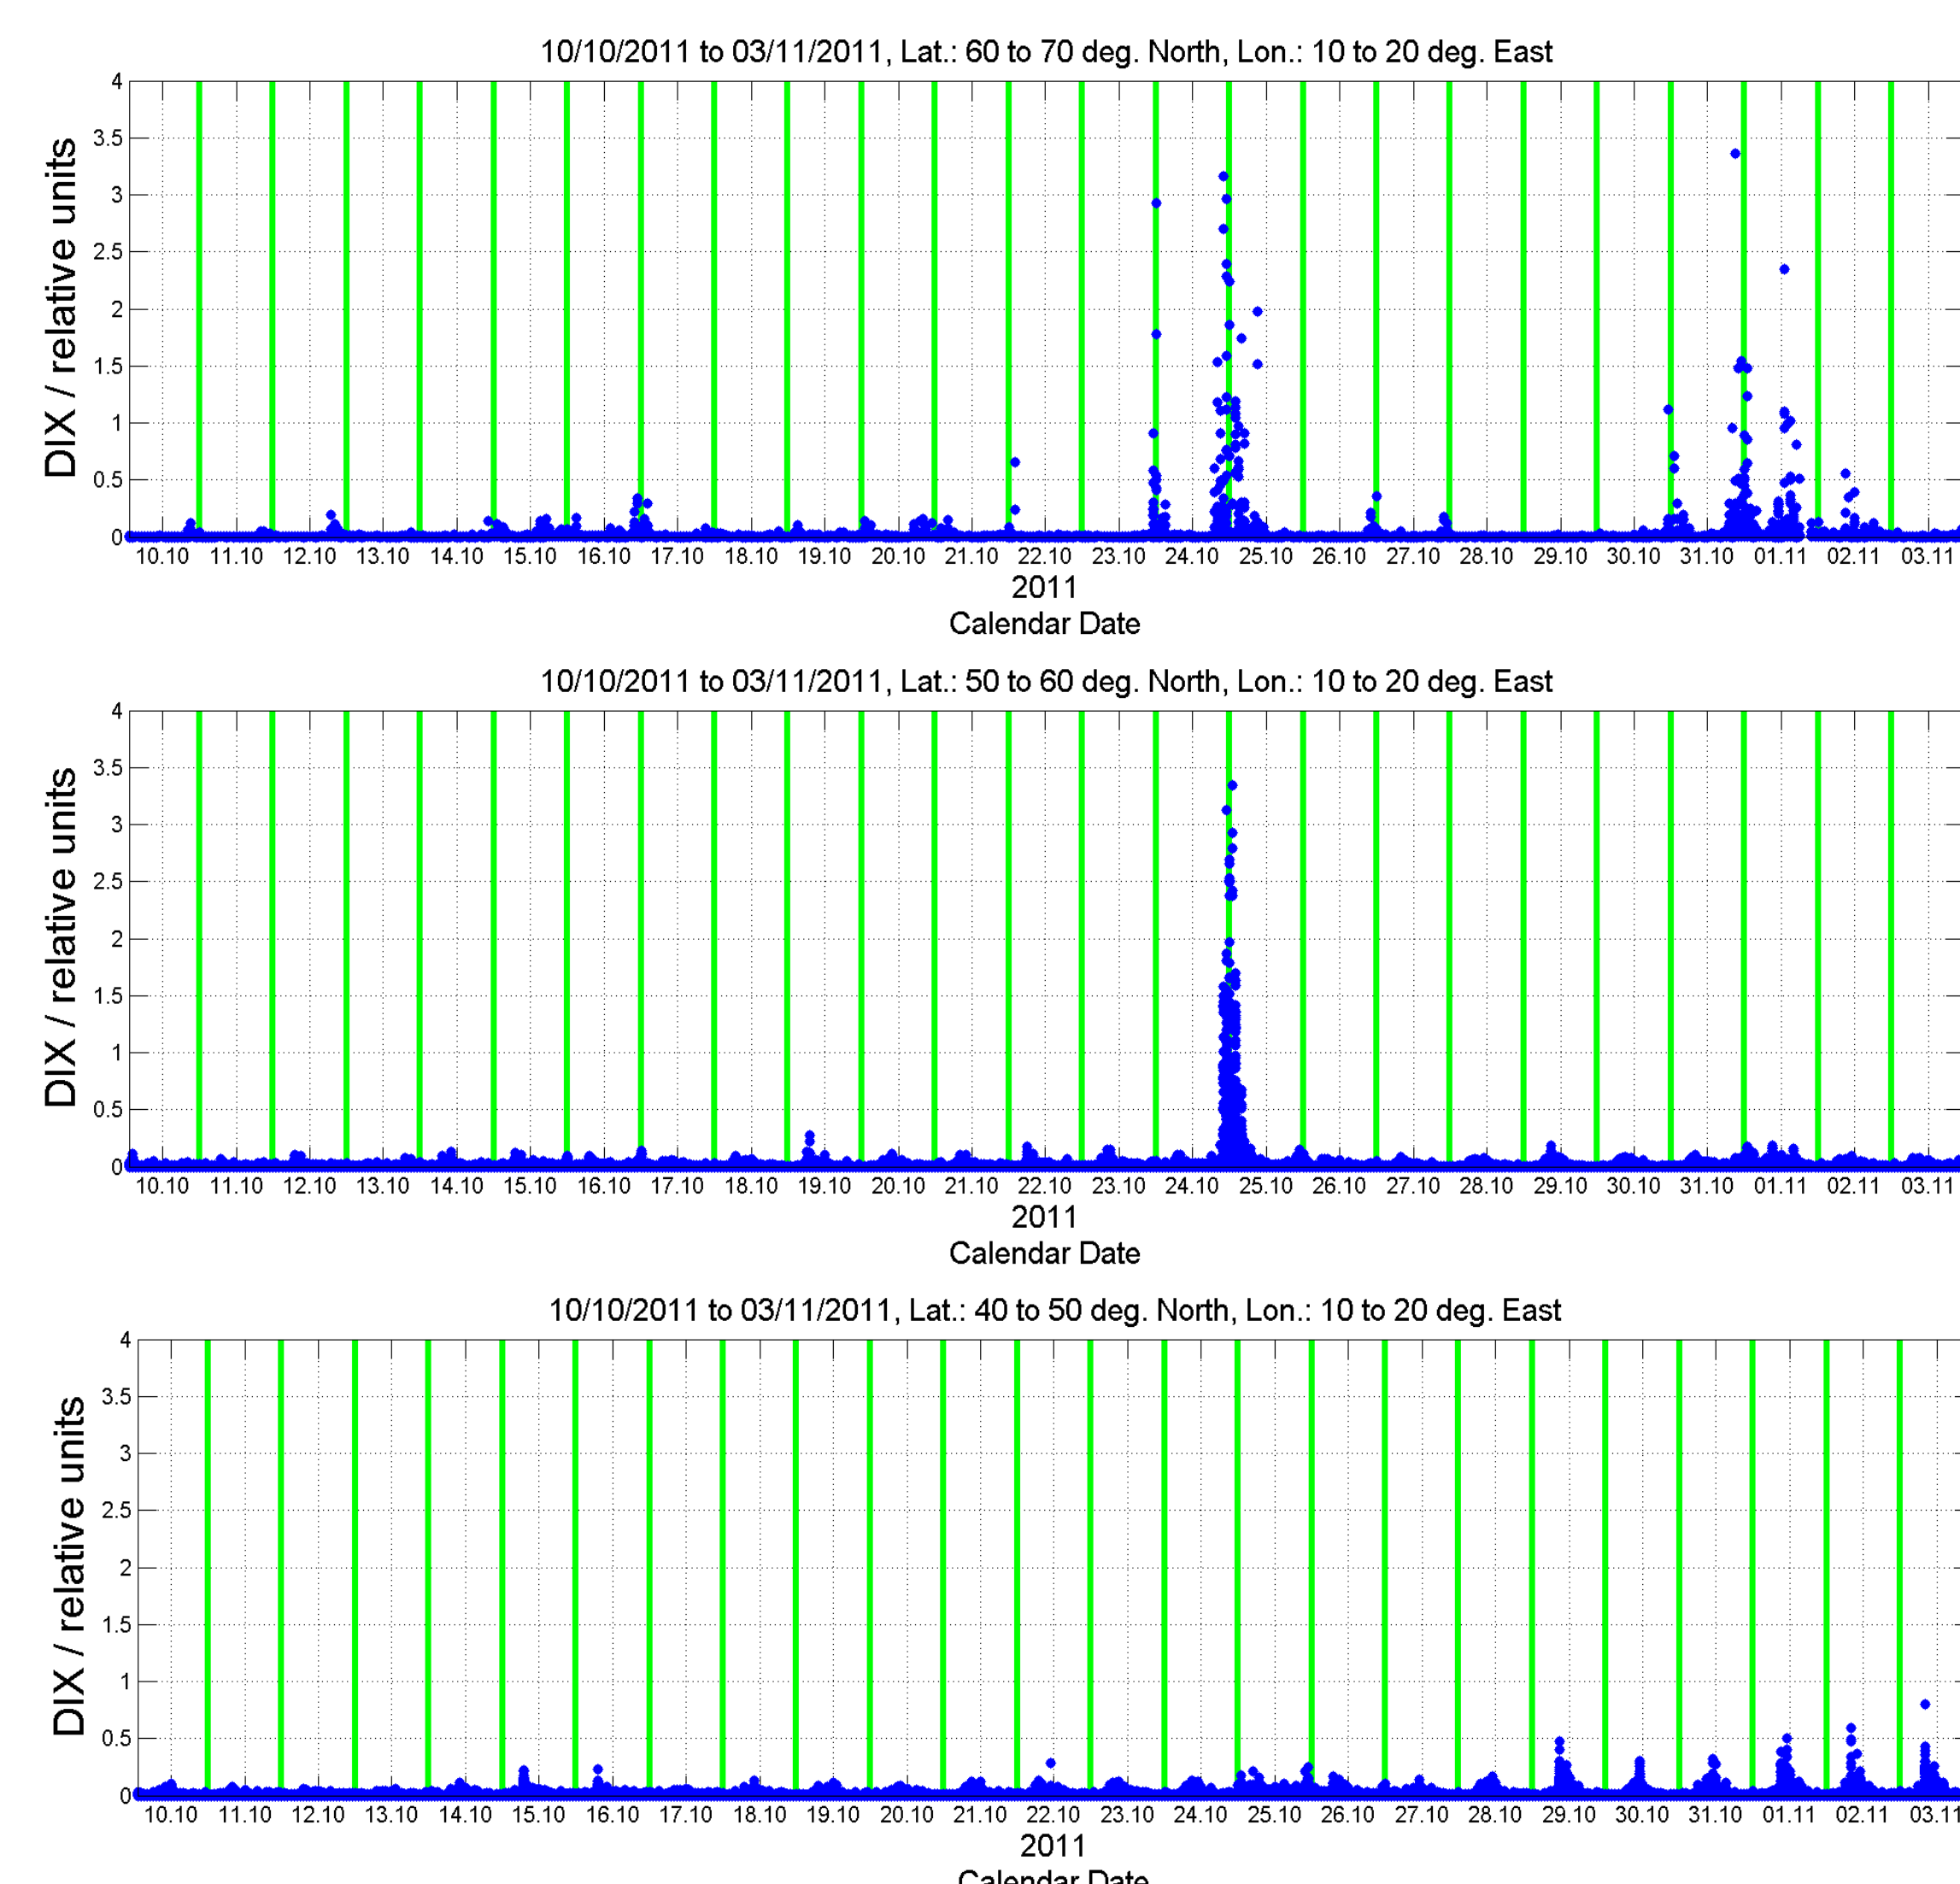 10/10/2011 to 03/11/2011, Lat.: 60 to 70 deg. North, Lon.: 10 to 20 deg. East
DIX / relative units
4
3.5
3
2.5
2
1.5
1
0.5
0
10.10 11.10 12.10 13.10 14.10 15.10 16.10 17.10 18.10 19.10 20.10 21.10 22.10 23.10 24.10 25.10 26.10 27.10 28.10 29.10 30.10 31.10 01.11 02.11 03.11
2011
Calendar Date
10/10/2011 to 03/11/2011, Lat.: 50 to 60 deg. North, Lon.: 10 to 20 deg. East
DIX / relative units
4
3.5
3
2.5
2
1.5
1
0.5
0
10.10 11.10 12.10 13.10 14.10 15.10 16.10 17.10 18.10 19.10 20.10 21.10 22.10 23.10 24.10 25.10 26.10 27.10 28.10 29.10 30.10 31.10 01.11 02.11 03.11
2011
Calendar Date
10/10/2011 to 03/11/2011, Lat.: 40 to 50 deg. North, Lon.: 10 to 20 deg. East
DIX / relative units
4
3.5
3
2.5
2
1.5
1
0.5
0
10.10 11.10 12.10 13.10 14.10 15.10 16.10 17.10 18.10 19.10 20.10 21.10 22.10 23.10 24.10 25.10 26.10 27.10 28.10 29.10 30.10 31.10 01.11 02.11 03.11
2011
Calendar Date